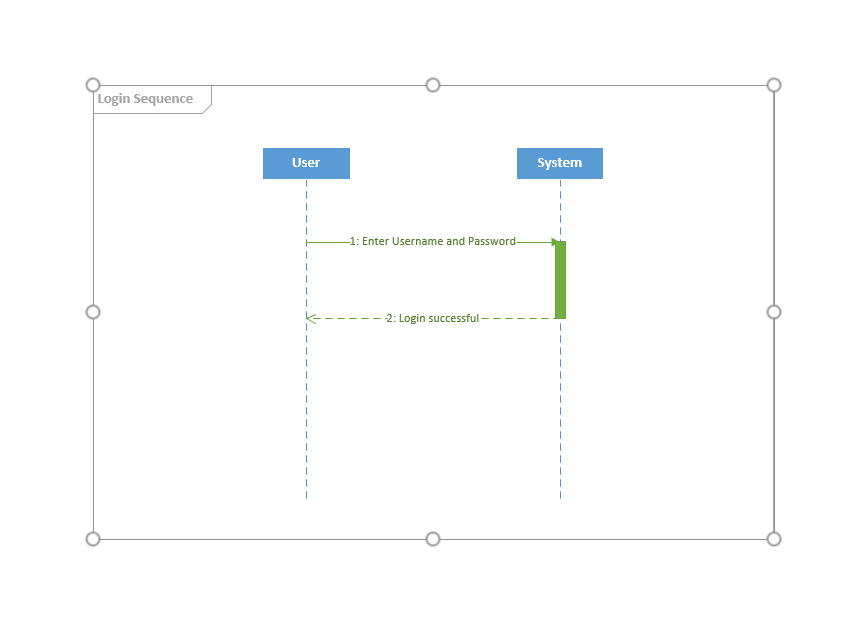 Login Sequence
User
System
1: Enter Username and Password
2: Login successful